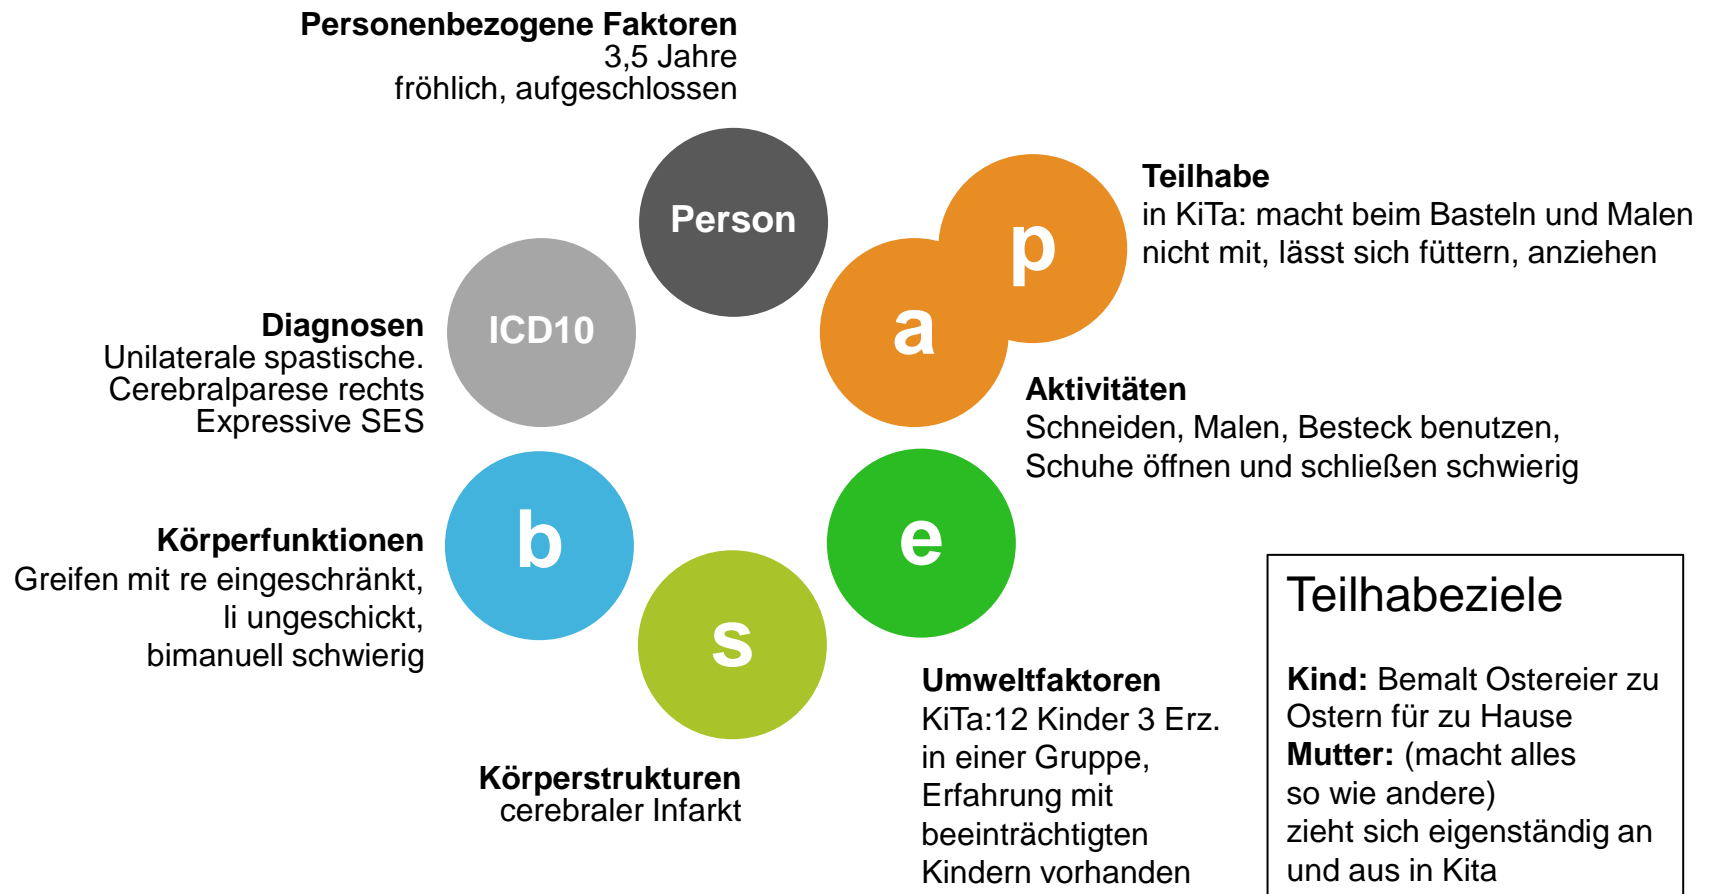 Personenbezogene Faktoren
3,5 Jahre
fröhlich, aufgeschlossen
Person
p
Teilhabe
in KiTa: macht beim Basteln und Malen
nicht mit, lässt sich füttern, anziehen
ICD10
Diagnosen
Unilaterale spastische.
Cerebralparese rechts
Expressive SES
a
Aktivitäten
Schneiden, Malen, Besteck benutzen,
Schuhe öffnen und schließen schwierig
b
Körperfunktionen
Greifen mit re eingeschränkt,
li ungeschickt,
bimanuell schwierig
e
s
Körperstrukturen
cerebraler Infarkt
Umweltfaktoren
KiTa:12 Kinder 3 Erz.
in einer Gruppe,
Erfahrung mit
beeinträchtigten
Kindern vorhanden
Teilhabeziele
Kind: Bemalt Ostereier zu
Ostern für zu Hause
Mutter: (macht alles
so wie andere)
zieht sich eigenständig an
und aus in Kita